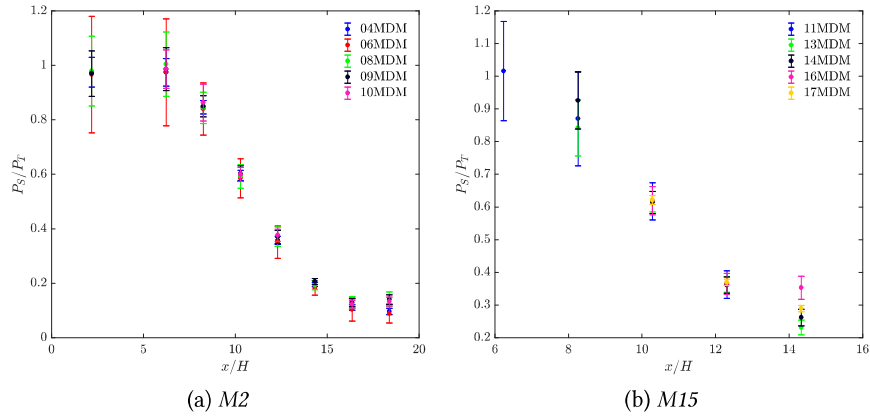 1.2
1
0.8
0.6
0.4
0.2
0
0 5 10 15 20
P_S/P_T
x/H
04MDM
06MDM
08MDM
09MDM
10MDM
(a) M2
1.2
1.1
1
0.9
0.8
0.7
0.6
0.5
0.4
0.3
0.2
6 8 10 12 14 16
P_S/P_T
x/H
11MDM
13MDM
14MDM
16MDM
17MDM
(b) M15